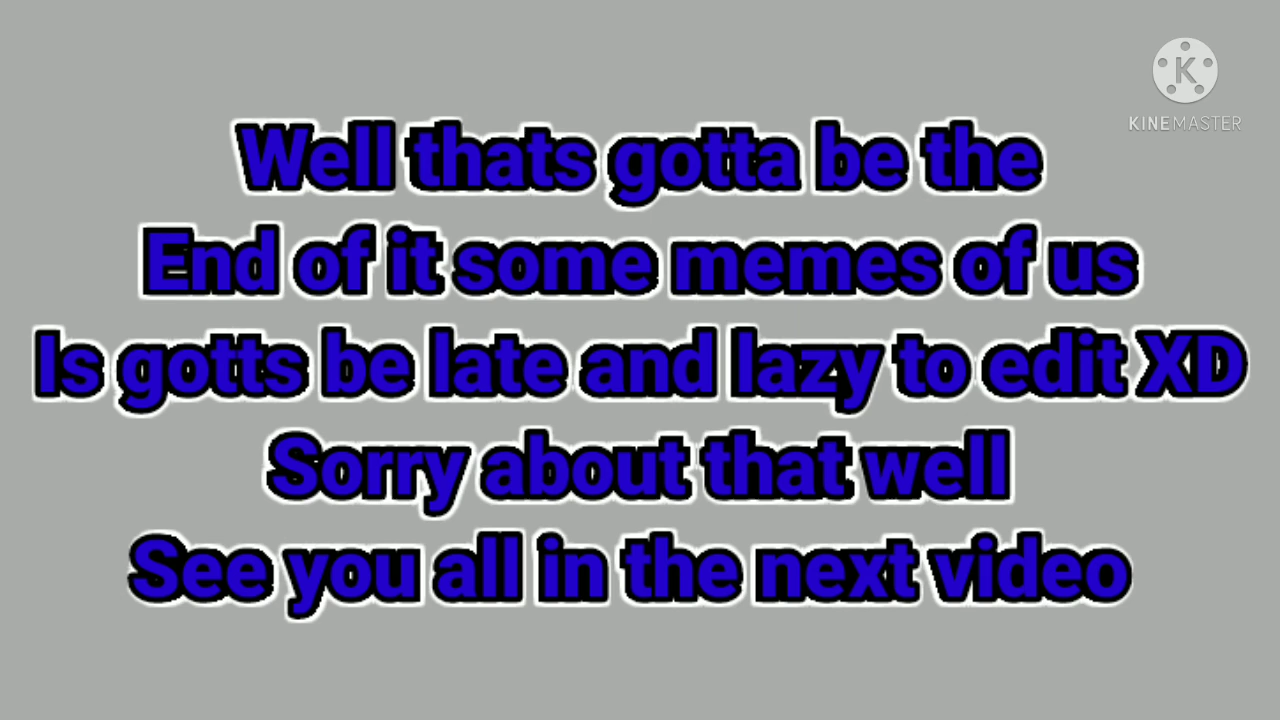 K
KINEMASTER
Well thats gotta be the
End of it some memes of us
Is gotts be late and lazy to edit XD
Sorry about that well
See you all in the next video